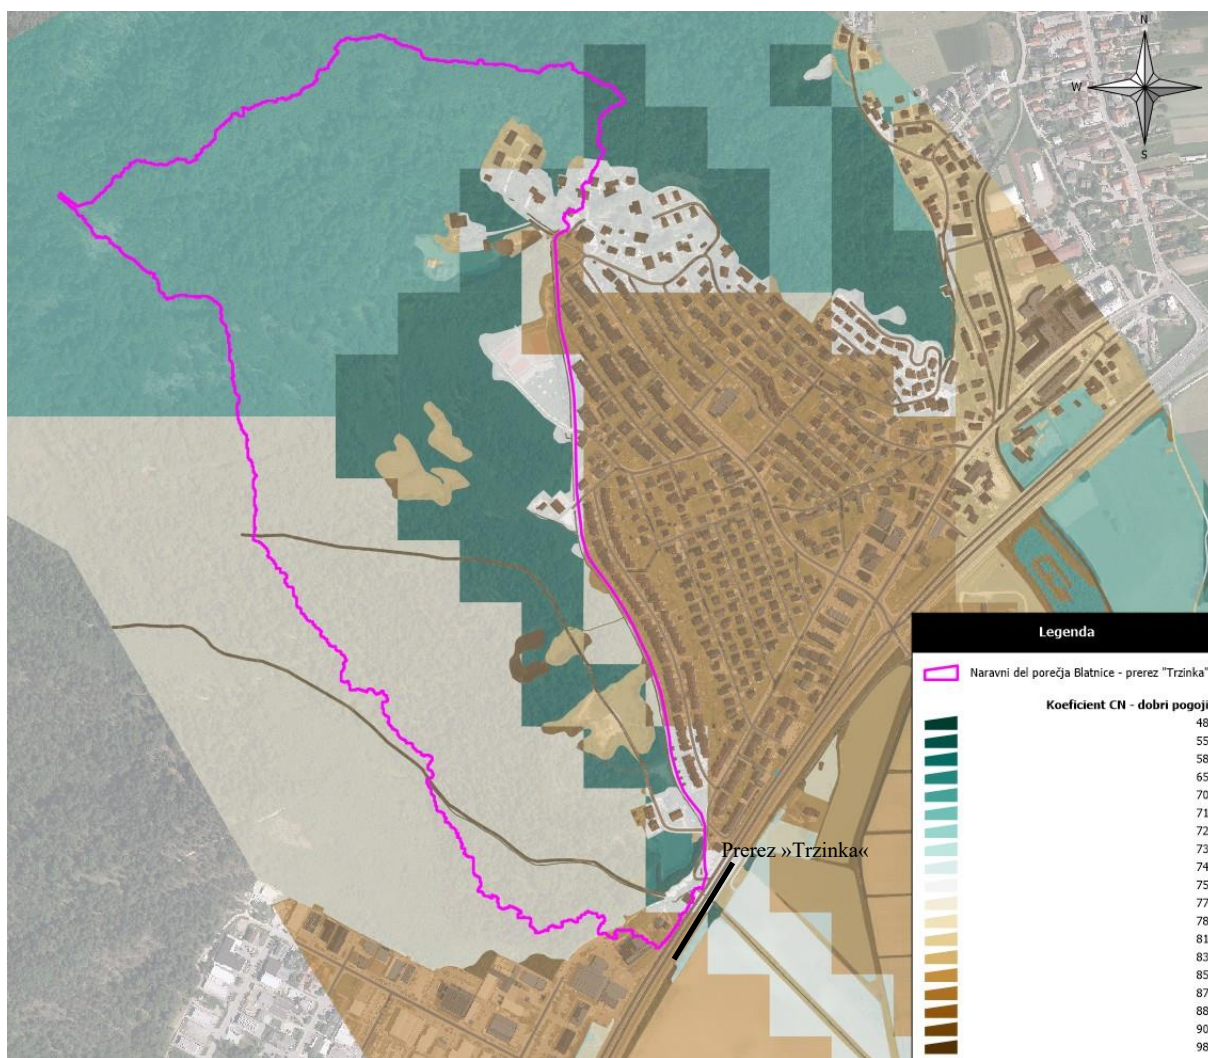 N
W
S
Prerez »Trzinka«
Legenda
Naravni del porečja Blatnice - prerez "Trzinka"
Koeficient CN - dobri pogoji
48
55
58
65
70
71
72
73
74
75
77
78
81
83
85
87
88
90
98